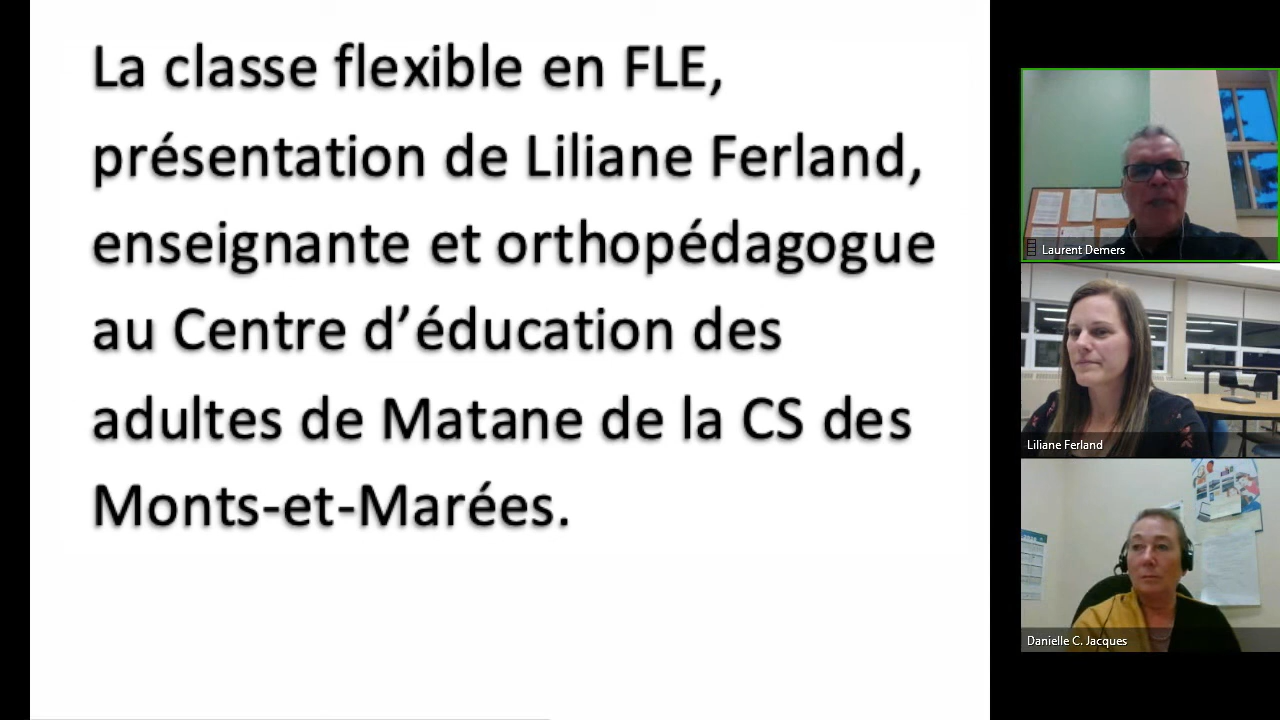 La classe flexible en FLE,
présentation de Liliane Ferland,
enseignante et orthopédagogue
au Centre d’éducation des
adultes de Matane de la CS des
Monts-et-Marées.
Laurent Demers
Liliane Ferland
Danielle C. Jacques